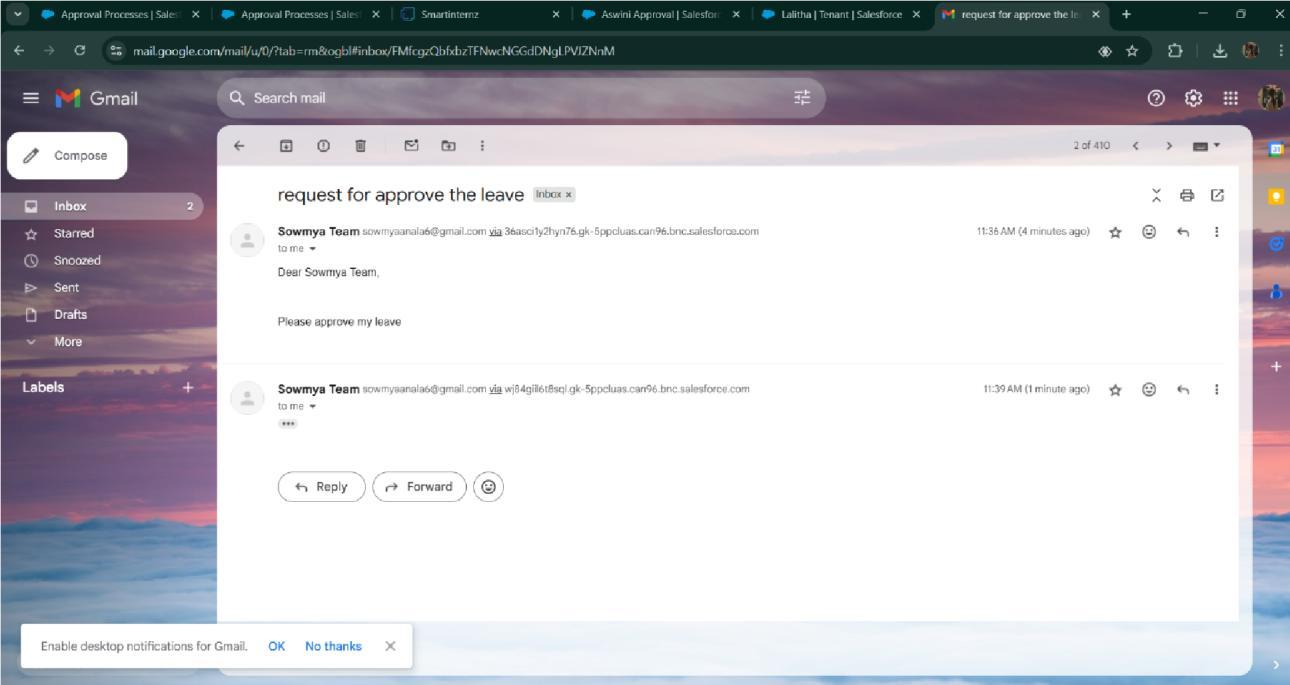 Approval Processes | Sales
Approval Processes | Salesf
Smartinternz
Aswini Approval | Salesforc
Lalitha | Tenant | Salesforce
request for approve the lea
mail.google.com/mail/u/0/?tab=rm&ogbl#inbox/FMfcgzQbfxbzTFNwcNGGdDNgLPVJZNnM
Gmail
Search mail
Compose
2 of 410
Inbox 2
Starred
Snoozed
Sent
Drafts
More
Labels
request for approve the leave Inbox x
Sowmya Team sowmyaanala6@gmail.com via 36asci1y2hyn76.gk-5ppcluas.can96.bnc.salesforce.com 11:36 AM (4 minutes ago)
to me
Dear Sowmya Team,
Please approve my leave
Sowmya Team sowmyaanala6@gmail.com via wj84giil6t8sql.gk-5ppcluas.can96.bnc.salesforce.com 11:39 AM (1 minute ago)
to me
Reply Forward
Enable desktop notifications for Gmail. OK No thanks